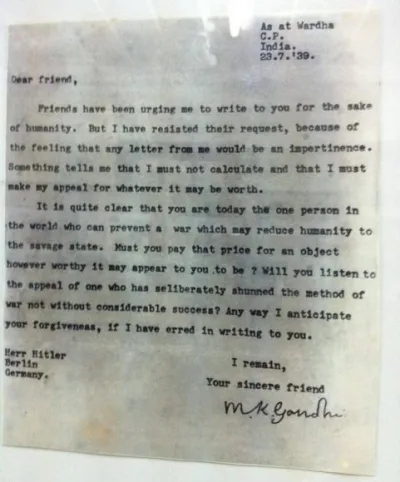 As at Wardha
C.P.
India.
23.7.'39.
Dear friend,
Friends have been urging me to write to you for the sake
of humanity. But I have resisted their request, because of
the feeling that any letter from me would be an impertinence.
Something tells me that I must not calculate and that I must
make my appeal for whatever it may be worth.
It is quite clear that you are today the one person in
the world who can prevent a war which may reduce humanity to
the savage state. Must you pay that price for an object
however worthy it may appear to you to be ? Will you listen to
the appeal of one who has seliberately shunned the method of
war not without considerable success? Any way I anticipate
your forgiveness, if I have erred in writing to you.
Herr Hitler
Berlin
Germany.
I remain,
Your sincere friend
M.K.Gandhi